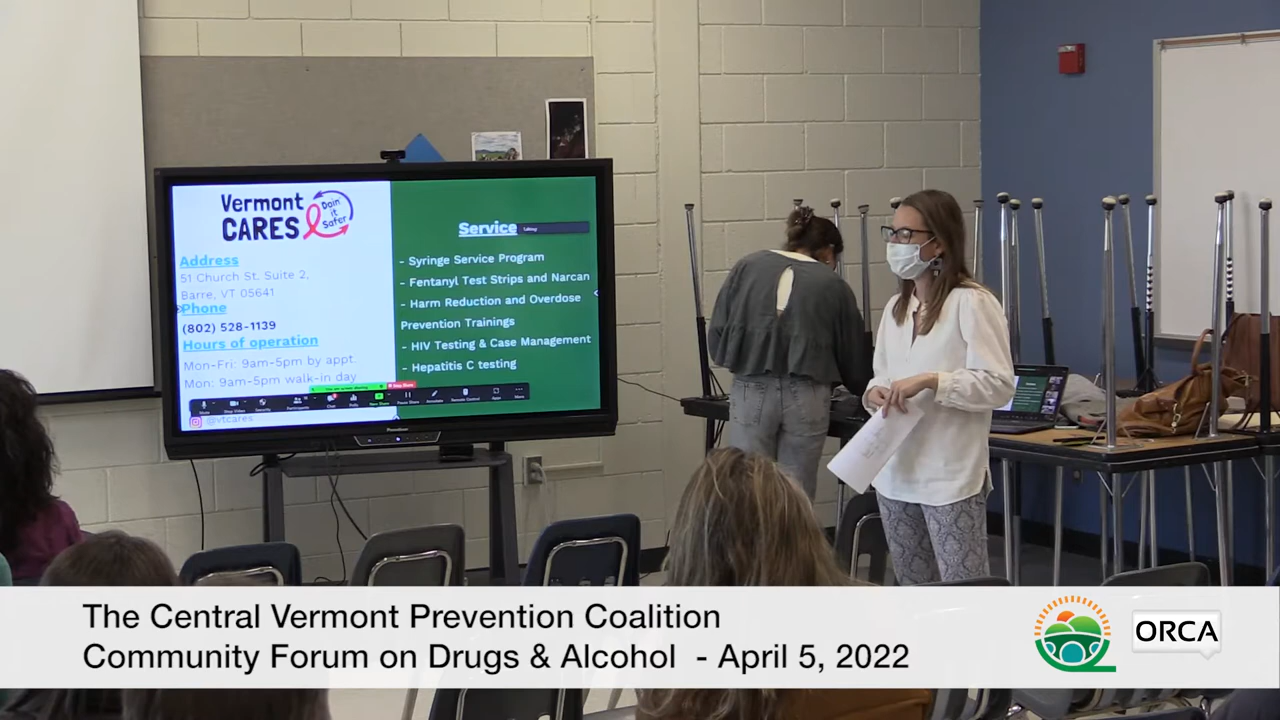 Vermont
CARES
Doin'
it
Safer
Address
51 Church St. Suite 2,
Barre, VT 05641
Phone
(802) 528-1139
Hours of operation
Mon-Fri: 9am-5pm by appt.
Mon: 9am-5pm walk-in day
@vtcares
Service
- Syringe Service Program
- Fentanyl Test Strips and Narcan
- Harm Reduction and Overdose
Prevention Trainings
- HIV Testing & Case Management
- Hepatitis C testing
The Central Vermont Prevention Coalition
Community Forum on Drugs & Alcohol - April 5, 2022
ORCA